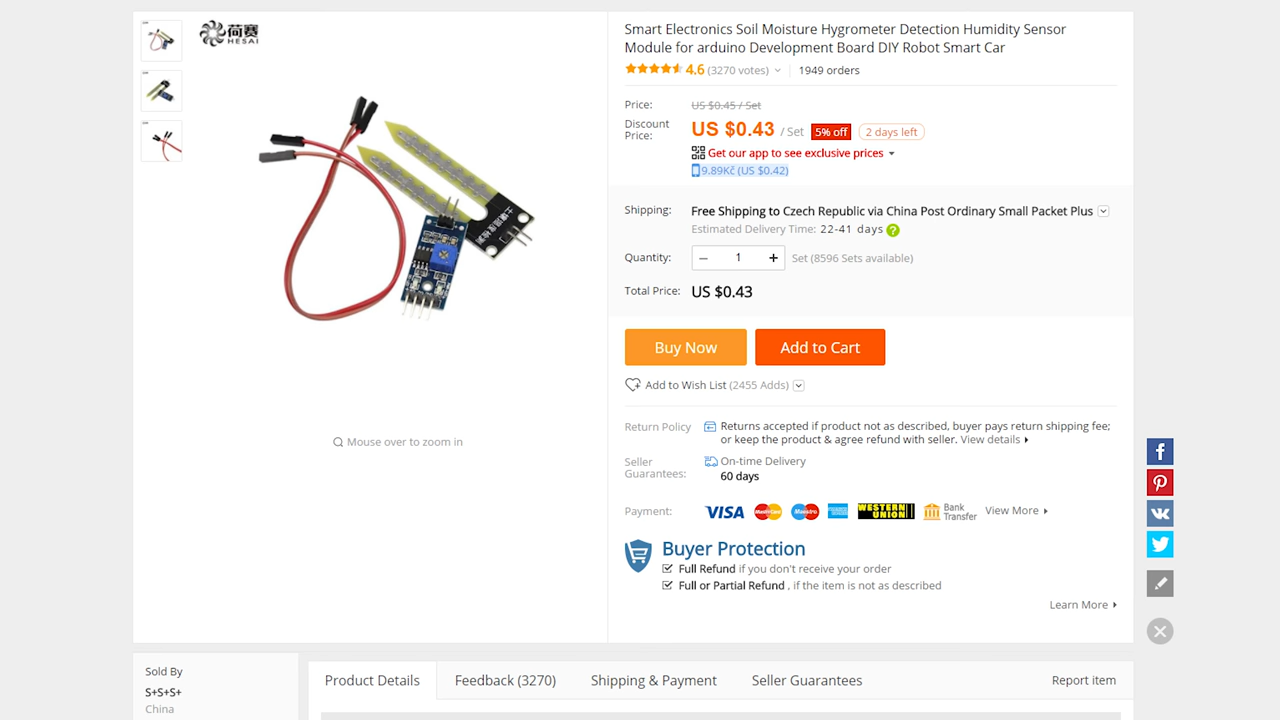 荷赛
HESAI
Smart Electronics Soil Moisture Hygrometer Detection Humidity Sensor
Module for arduino Development Board DIY Robot Smart Car
4.6 (3270 votes)
1949 orders
Price:
US $0.45 / Set
Discount
Price:
US $0.43 / Set
5% off
2 days left
Get our app to see exclusive prices
9.89Kč (US $0.42)
Shipping:
Free Shipping to Czech Republic via China Post Ordinary Small Packet Plus
Estimated Delivery Time: 22-41 days ?
Quantity:
— 1 + Set (8596 Sets available)
Total Price:
US $0.43
Buy Now
Add to Cart
Add to Wish List (2455 Adds)
Mouse over to zoom in
Return Policy
Returns accepted if product not as described, buyer pays return shipping fee;
or keep the product & agree refund with seller. View details
Seller
Guarantees:
On-time Delivery
60 days
Payment:
VISA
MasterCard
Maestro
WESTERN
UNION
Bank
Transfer
View More
Buyer Protection
Full Refund if you don't receive your order
Full or Partial Refund , if the item is not as described
Learn More
Sold By
S+S+S+
China
Product Details
Feedback (3270)
Shipping & Payment
Seller Guarantees
Report item